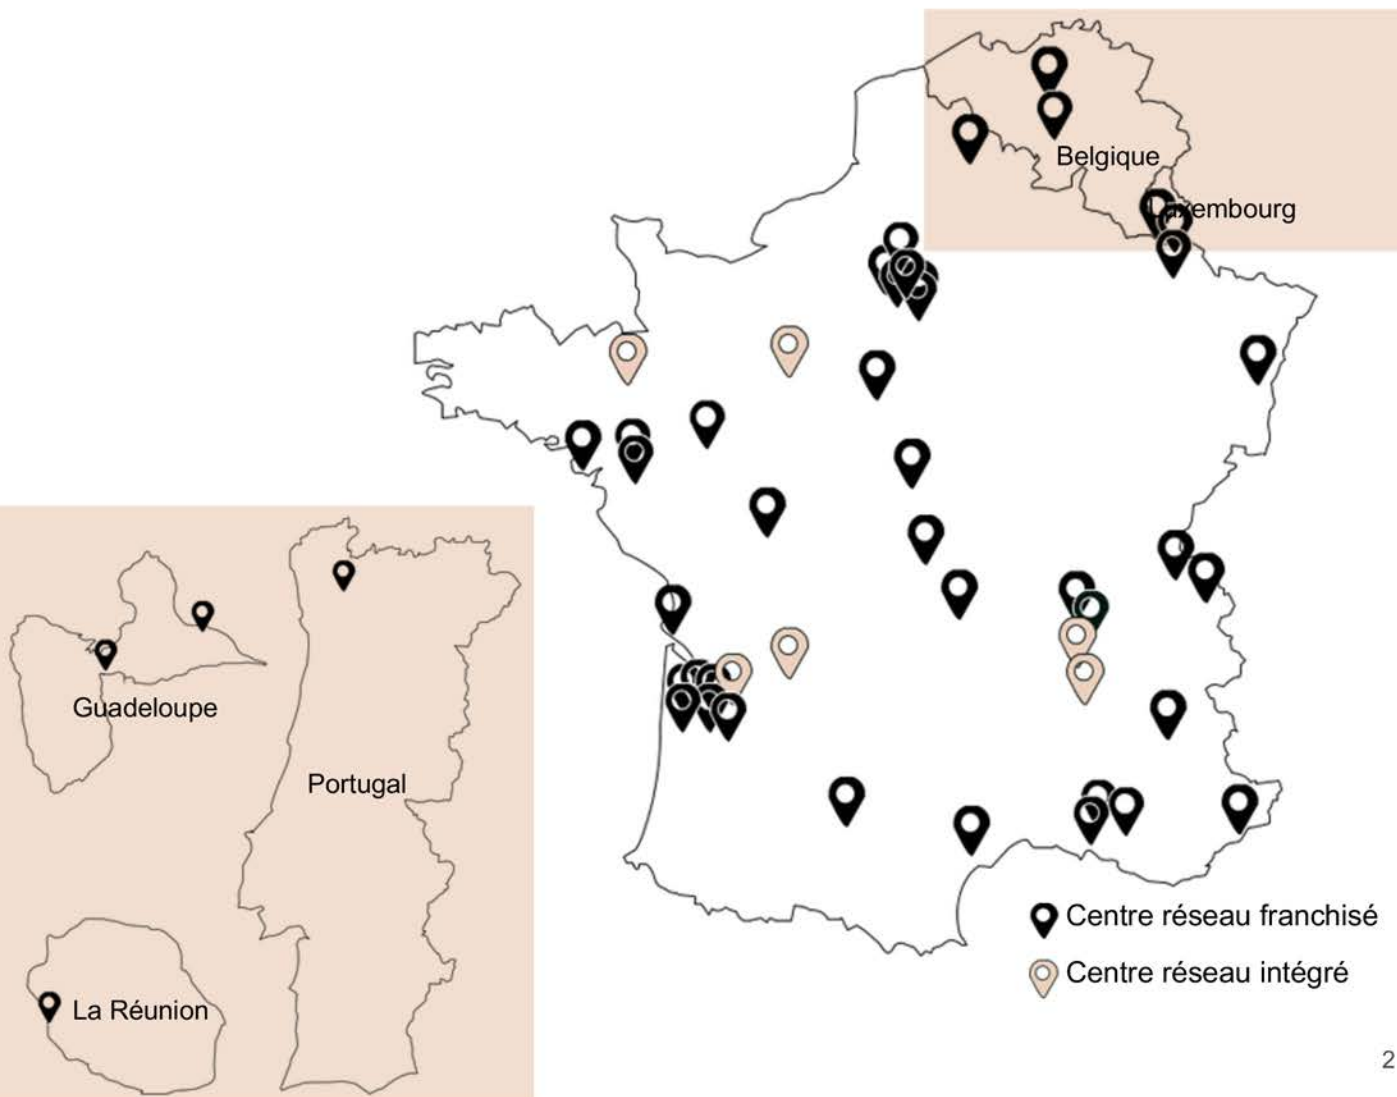 Belgique
Luxembourg
Guadeloupe
Portugal
La Réunion
Centre réseau franchisé
Centre réseau intégré
2